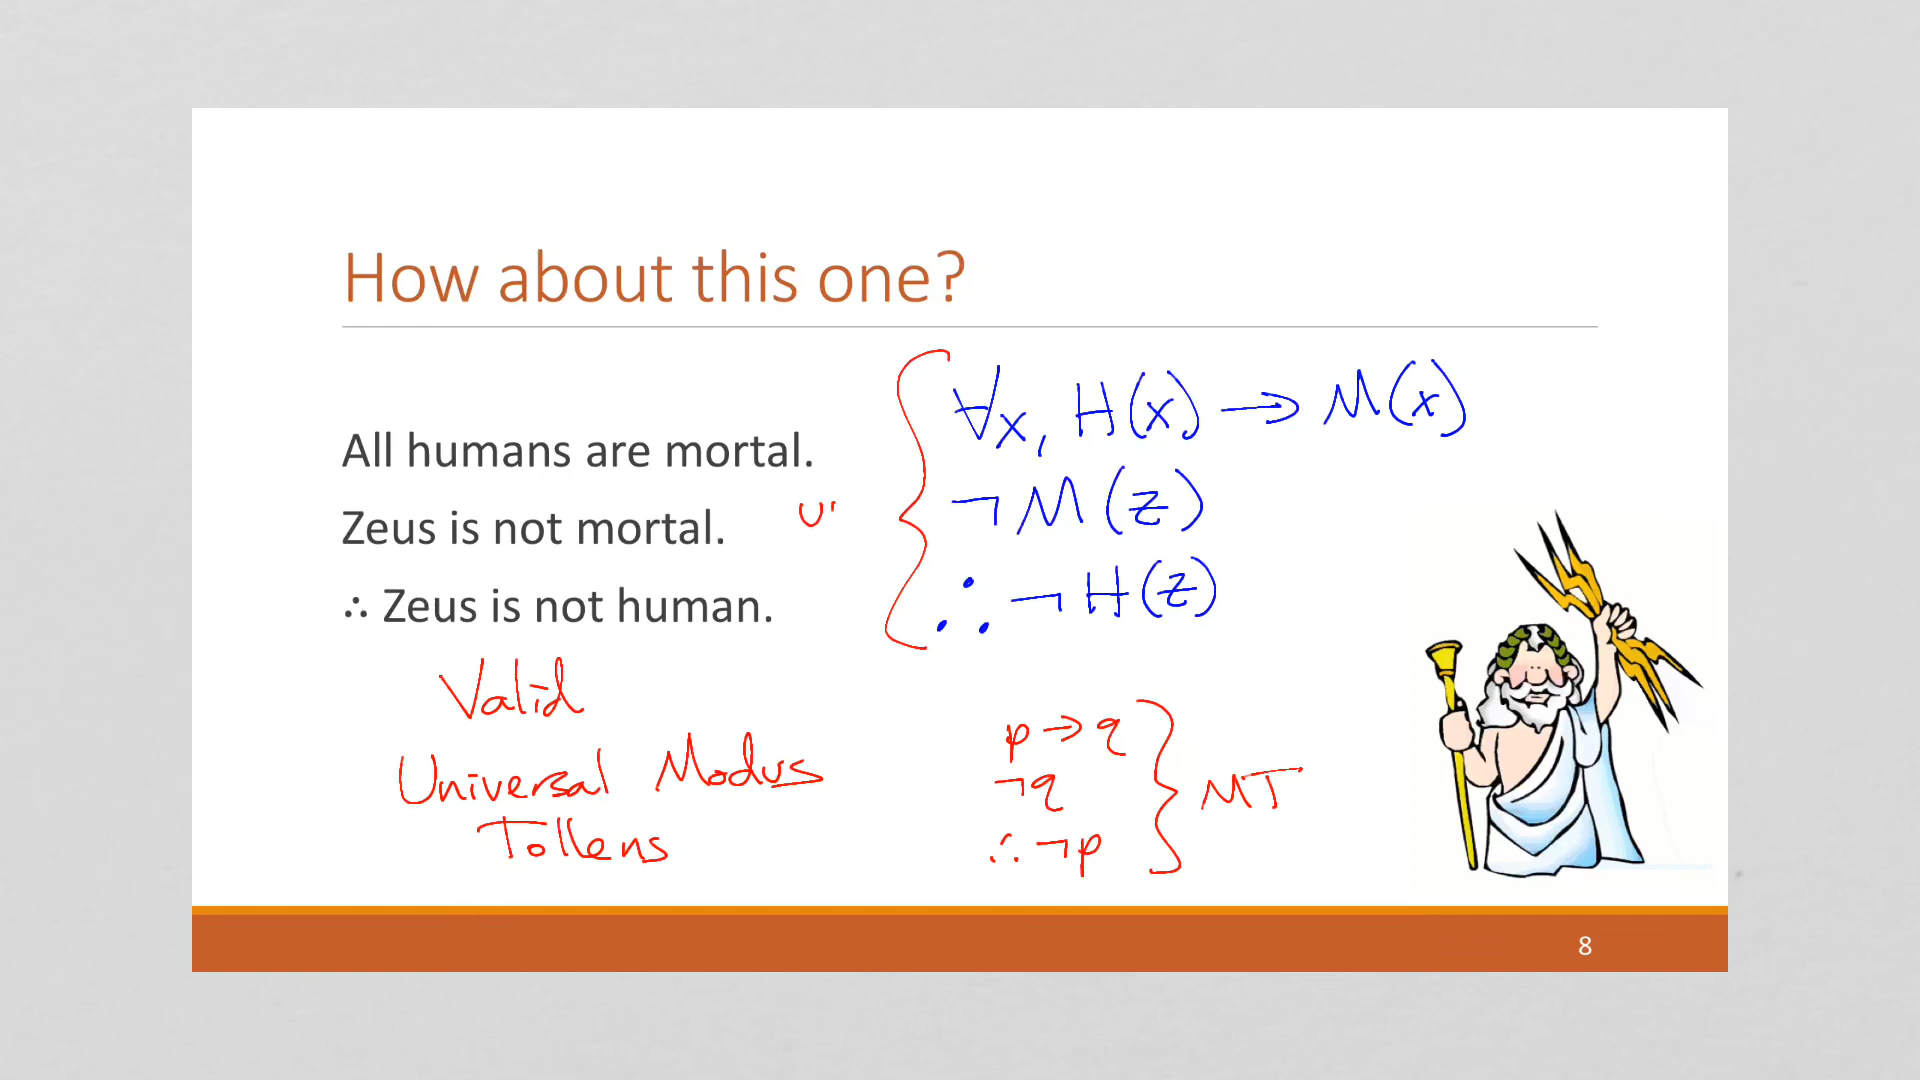 How about this one?
All humans are mortal.
Zeus is not mortal.
∴ Zeus is not human.
∀x, H(x) → M(x)
¬M(z)
∴ ¬H(z)
Valid
Universal Modus
Tollens
p → q
¬q
∴ ¬p
MT
8